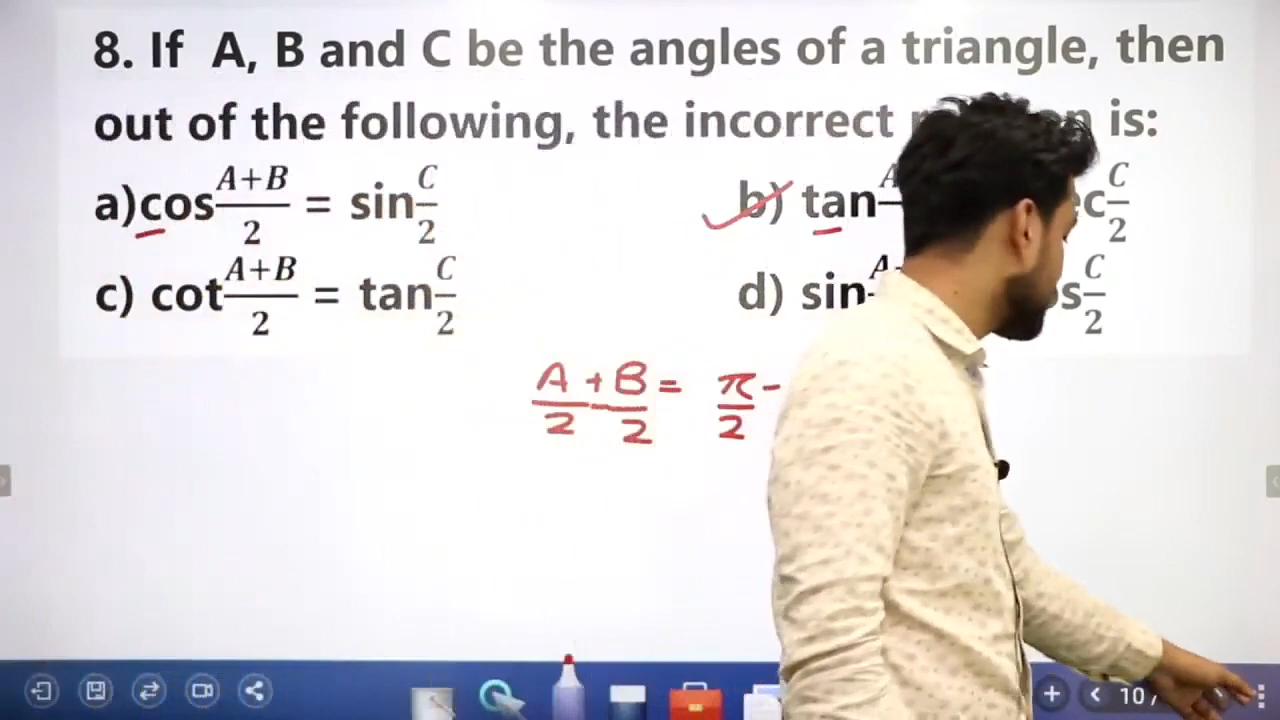 8. If A, B and C be the angles of a triangle, then
out of the following, the incorrect is:
a) cos A+B/2 = sin C/2
b) tan C/2
c) cot A+B/2 = tan C/2
d) sin C/2
A/2 + B/2 = π/2 -
10 /